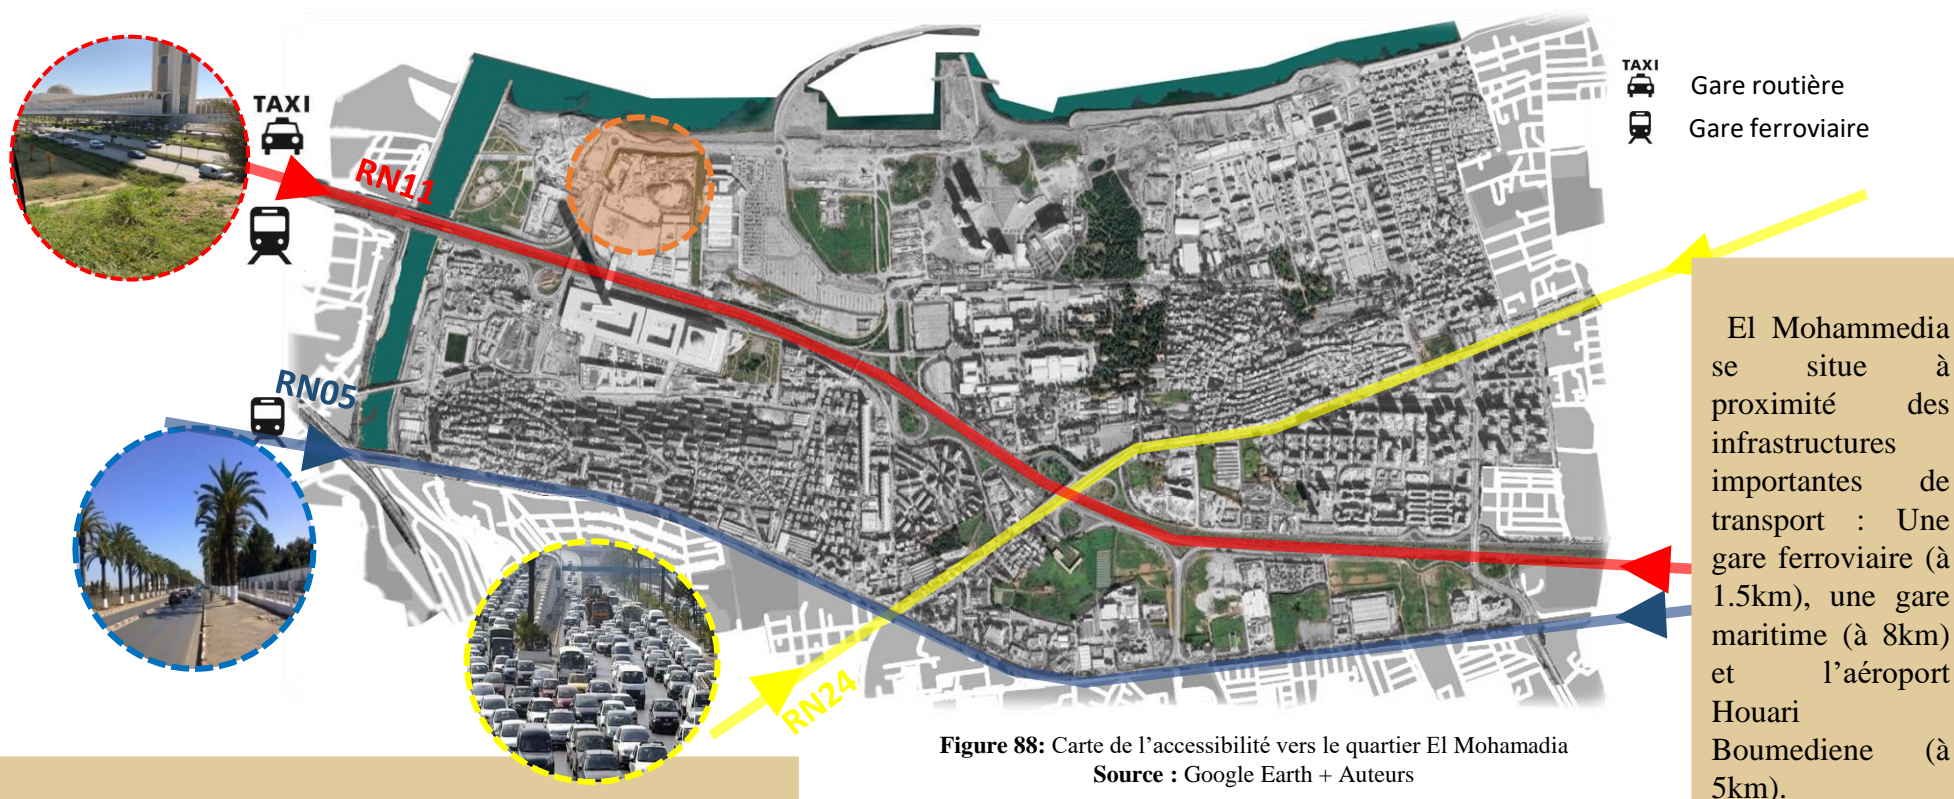 TAXI
RN11
RN05
RN24
TAXI
Gare routière
Gare ferroviaire
El Mohammedia
se situe à
proximité des
infrastructures
importantes de
transport : Une
gare ferroviaire (à
1.5km), une gare
maritime (à 8km)
et l’aéroport
Houari
Boumediene (à
5km).
Figure 88: Carte de l’accessibilité vers le quartier El Mohamadia
Source : Google Earth + Auteurs